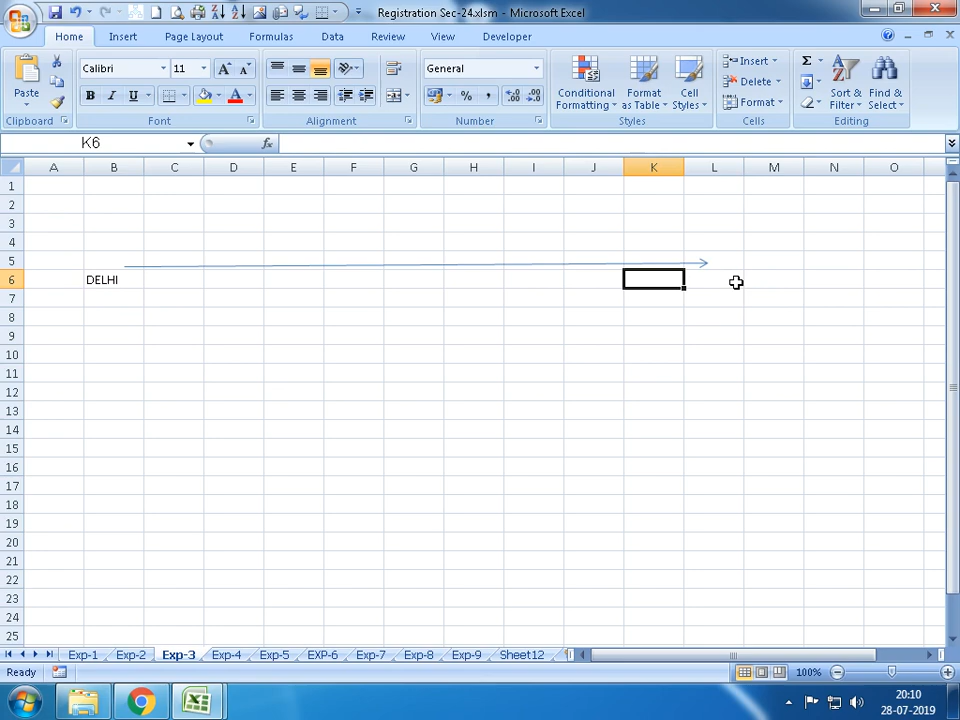 Registration Sec-24.xlsm - Microsoft Excel
Home Insert Page Layout Formulas Data Review View Developer
Paste
Calibri 11
General
B I U
% ,
Conditional Formatting
Format as Table
Cell Styles
Insert
Delete
Format
Sort & Filter
Find & Select
Clipboard Font Alignment Number Styles Cells Editing
K6 fx
A B C D E F G H I J K L M N O
1
2
3
4
5
6 DELHI
7
8
9
10
11
12
13
14
15
16
17
18
19
20
21
22
23
24
25
Exp-1 Exp-2 Exp-3 Exp-4 Exp-5 EXP-6 Exp-7 Exp-8 Exp-9 Sheet12
Ready 100%
20:10
28-07-2019